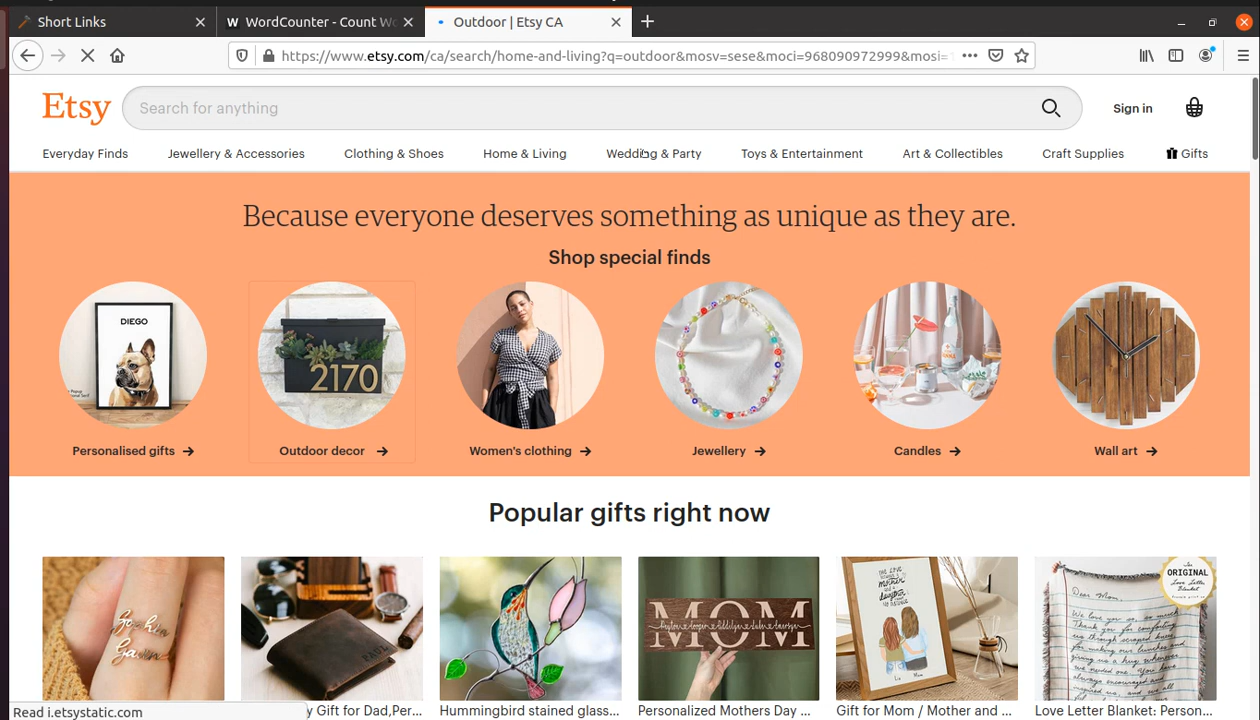 Short Links
WordCounter - Count Wo
Outdoor | Etsy CA
https://www.etsy.com/ca/search/home-and-living?q=outdoor&mosv=sese&moci=968090972999&mosi=
Etsy
Search for anything
Sign in
Everyday Finds
Jewellery & Accessories
Clothing & Shoes
Home & Living
Wedding & Party
Toys & Entertainment
Art & Collectibles
Craft Supplies
Gifts
Because everyone deserves something as unique as they are.
Shop special finds
DIEGO
2170
Personalised gifts →
Outdoor decor →
Women's clothing →
Jewellery →
Candles →
Wall art →
Popular gifts right now
MOM
ORIGINAL
Love Letter
Blanket
Dear Mom,
y Gift for Dad,Per...
Hummingbird stained glass...
Personalized Mothers Day ...
Gift for Mom / Mother and ...
Love Letter Blanket: Person...
Read i.etsystatic.com